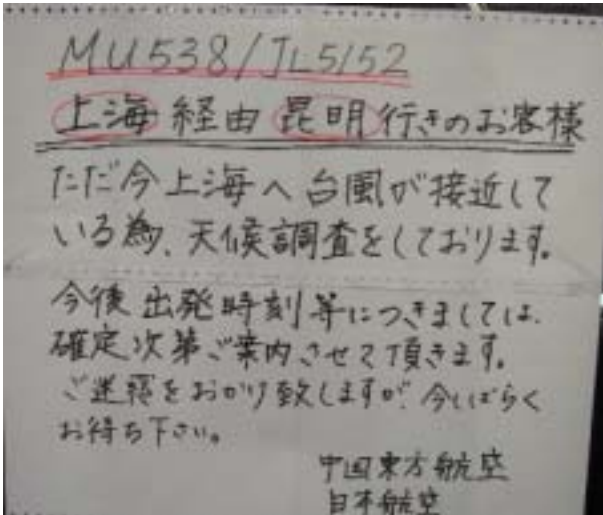 MU538/JL5152
上海経由昆明行きのお客様
ただ今上海へ台風が接近して
いる為、天候調査をしております。
今後出発時刻等につきましては、
確定次第ご案内させて頂きます。
ご迷惑をおかけ致しますが、今しばらく
お待ち下さい。
中国東方航空
日本航空